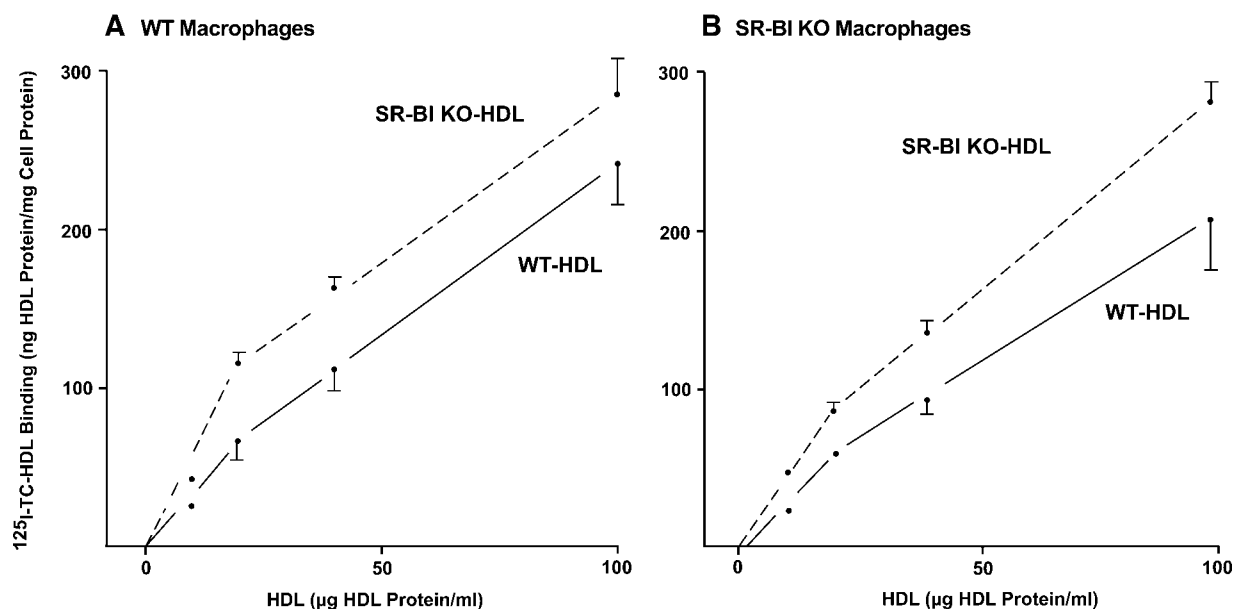 A WT Macrophages
¹²⁵I-TC-HDL Binding (ng HDL Protein/mg Cell Protein)
300
200
100
SR-BI KO-HDL
WT-HDL
0
50
100
HDL (µg HDL Protein/ml)
B SR-BI KO Macrophages
300
200
100
SR-BI KO-HDL
WT-HDL
0
50
100
HDL (µg HDL Protein/ml)